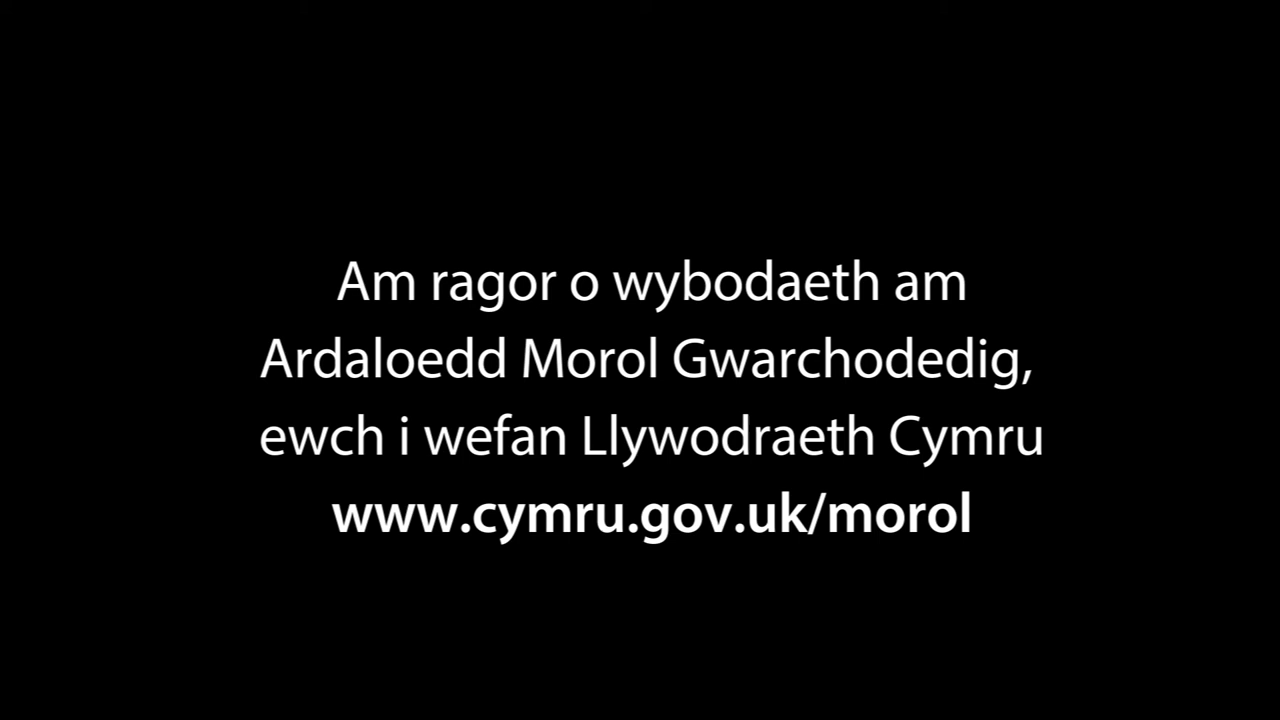 Am ragor o wybodaeth am
Ardaloedd Morol Gwarchodedig,
ewch i wefan Llywodraeth Cymru
www.cymru.gov.uk/morol